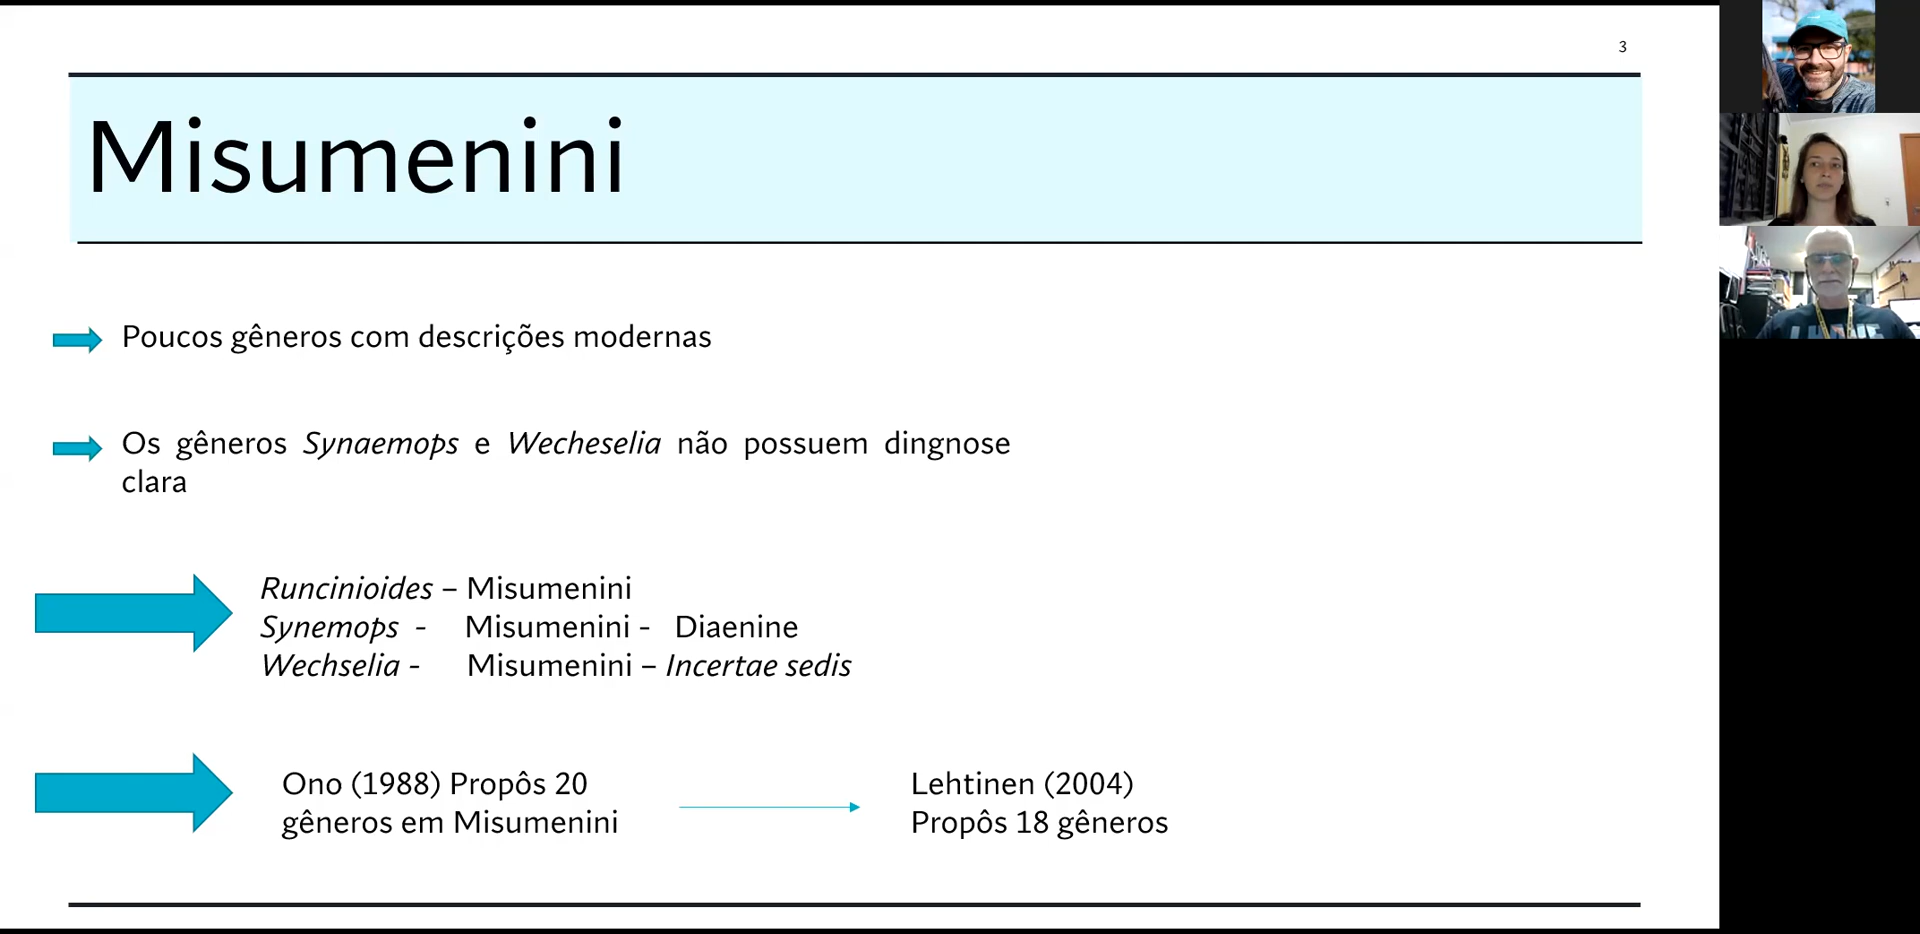 3
Misumenini
Poucos gêneros com descrições modernas
Os gêneros Synaemops e Wecheselia não possuem dingnose
clara
Runcinioides – Misumenini
Synemops - Misumenini - Diaenine
Wechselia - Misumenini – Incertae sedis
Ono (1988) Propôs 20
gêneros em Misumenini
Lehtinen (2004)
Propôs 18 gêneros